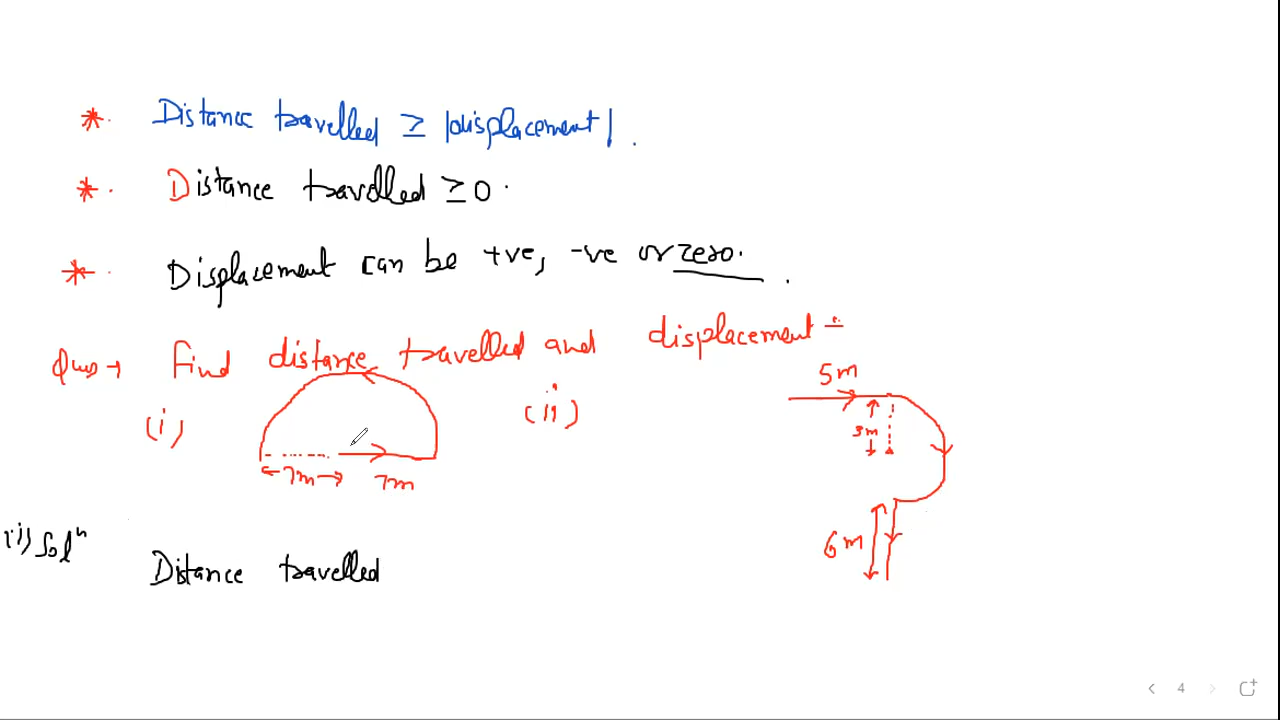 * Distance travelled ≥ |displacement|.
* Distance travelled ≥ 0.
* Displacement can be +ve, -ve or zero.
Ques → Find distance travelled and displacement :-
(i)
(ii)
5m
3m
7m
7m
6m
(i) Solⁿ
Distance travelled
4